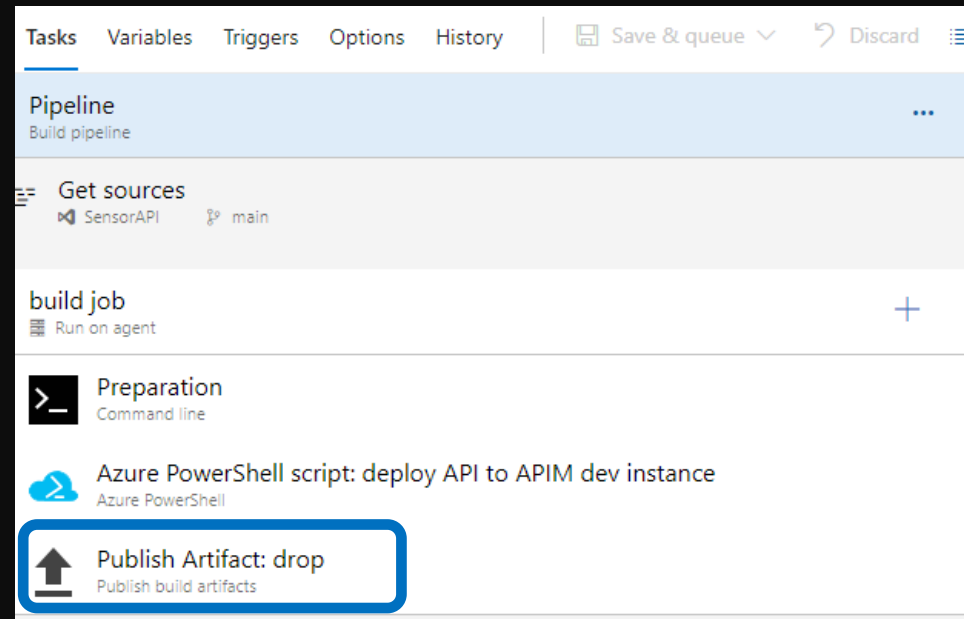 Tasks Variables Triggers Options History Save & queue Discard
Pipeline
Build pipeline
Get sources
SensorAPI main
build job
Run on agent
Preparation
Command line
Azure PowerShell script: deploy API to APIM dev instance
Azure PowerShell
Publish Artifact: drop
Publish build artifacts